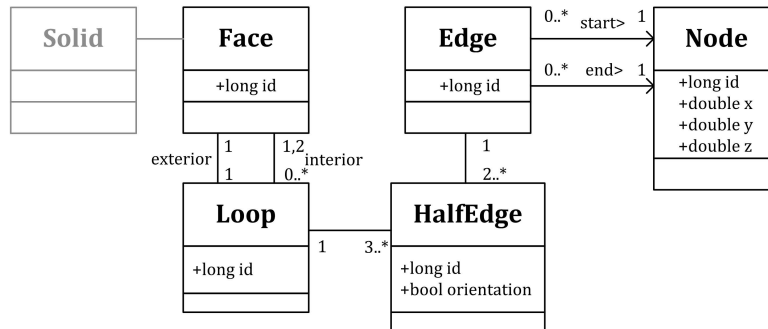 Solid
Face
+long id
Edge
+long id
0..* start> 1
0..* end> 1
Node
+long id
+double x
+double y
+double z
exterior
1
1
1,2
interior
0..*
1
2..*
Loop
+long id
1
3..*
HalfEdge
+long id
+bool orientation